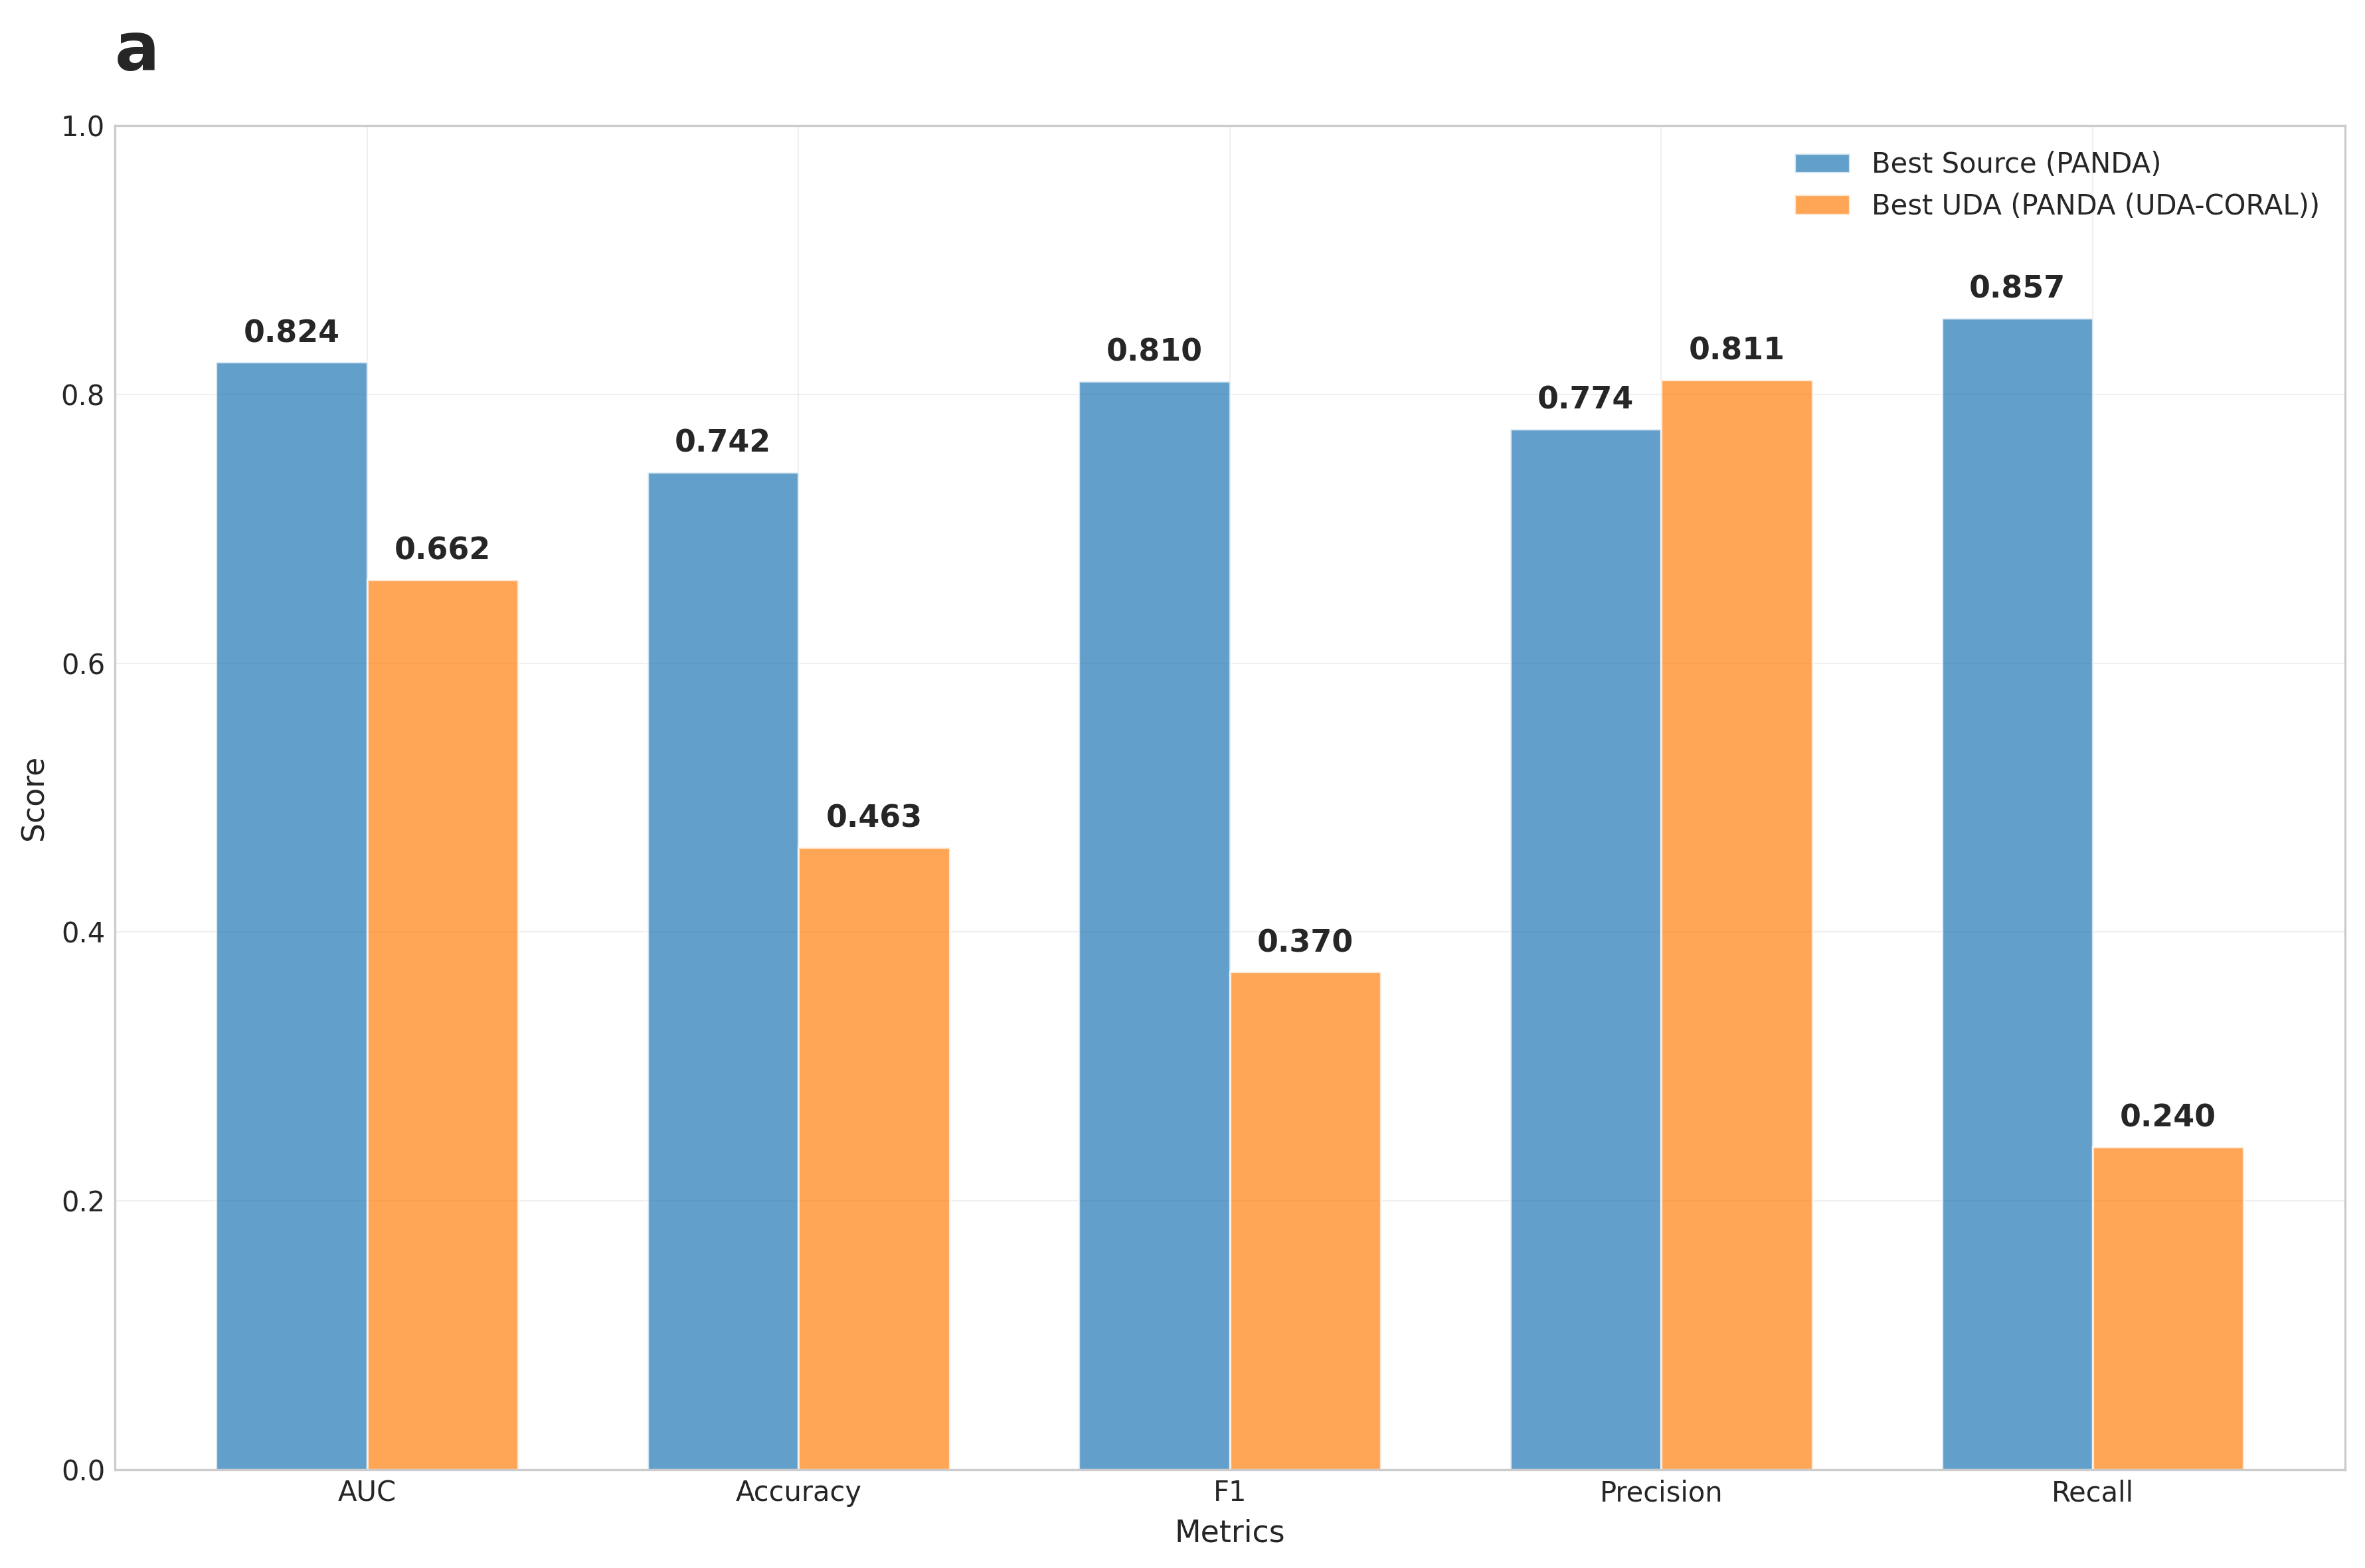 a
1.0
0.8
0.6
0.4
0.2
0.0
Score
Best Source (PANDA)
Best UDA (PANDA (UDA-CORAL))
0.824
0.662
0.742
0.463
0.810
0.370
0.774
0.811
0.857
0.240
AUC
Accuracy
F1
Precision
Recall
Metrics